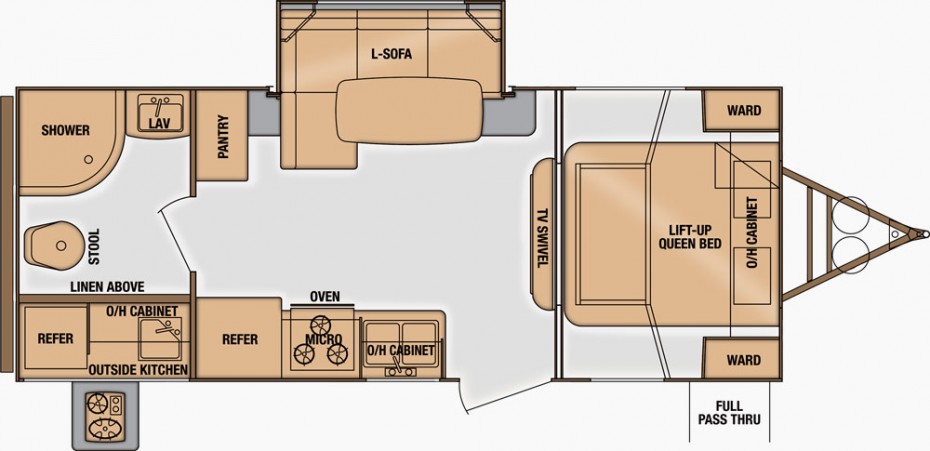 L-SOFA
SHOWER
LAV
PANTRY
WARD
TV SWIVEL
LIFT-UP
QUEEN BED
O/H CABINET
STOOL
LINEN ABOVE
OVEN
O/H CABINET
REFER
REFER
MICRO
O/H CABINET
WARD
OUTSIDE KITCHEN
FULL
PASS THRU